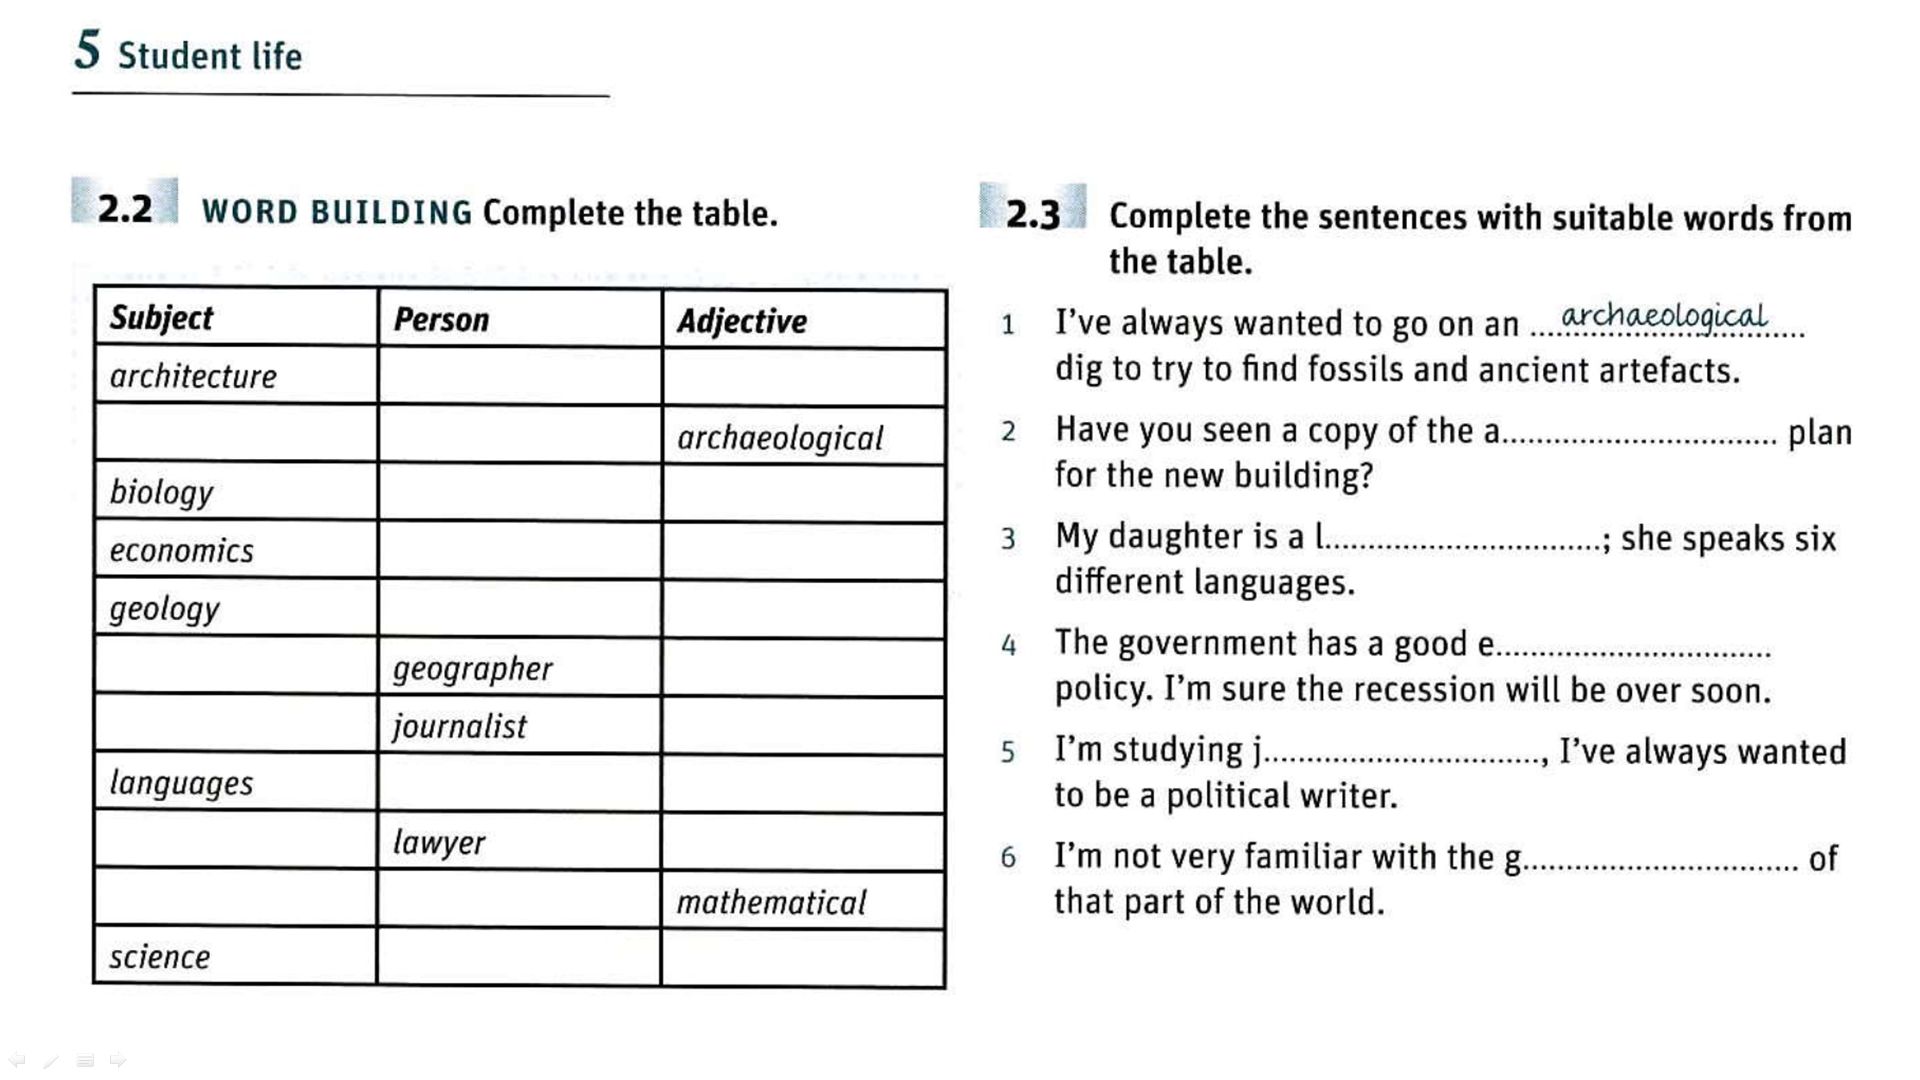 5 Student life
2.2 WORD BUILDING Complete the table.
Subject Person Adjective
architecture
archaeological
biology
economics
geology
geographer
journalist
languages
lawyer
mathematical
science
2.3 Complete the sentences with suitable words from
the table.
1 I've always wanted to go on an ....archaeological....
dig to try to find fossils and ancient artefacts.
2 Have you seen a copy of the a................................ plan
for the new building?
3 My daughter is a l................................; she speaks six
different languages.
4 The government has a good e................................
policy. I'm sure the recession will be over soon.
5 I'm studying j................................, I've always wanted
to be a political writer.
6 I'm not very familiar with the g................................ of
that part of the world.